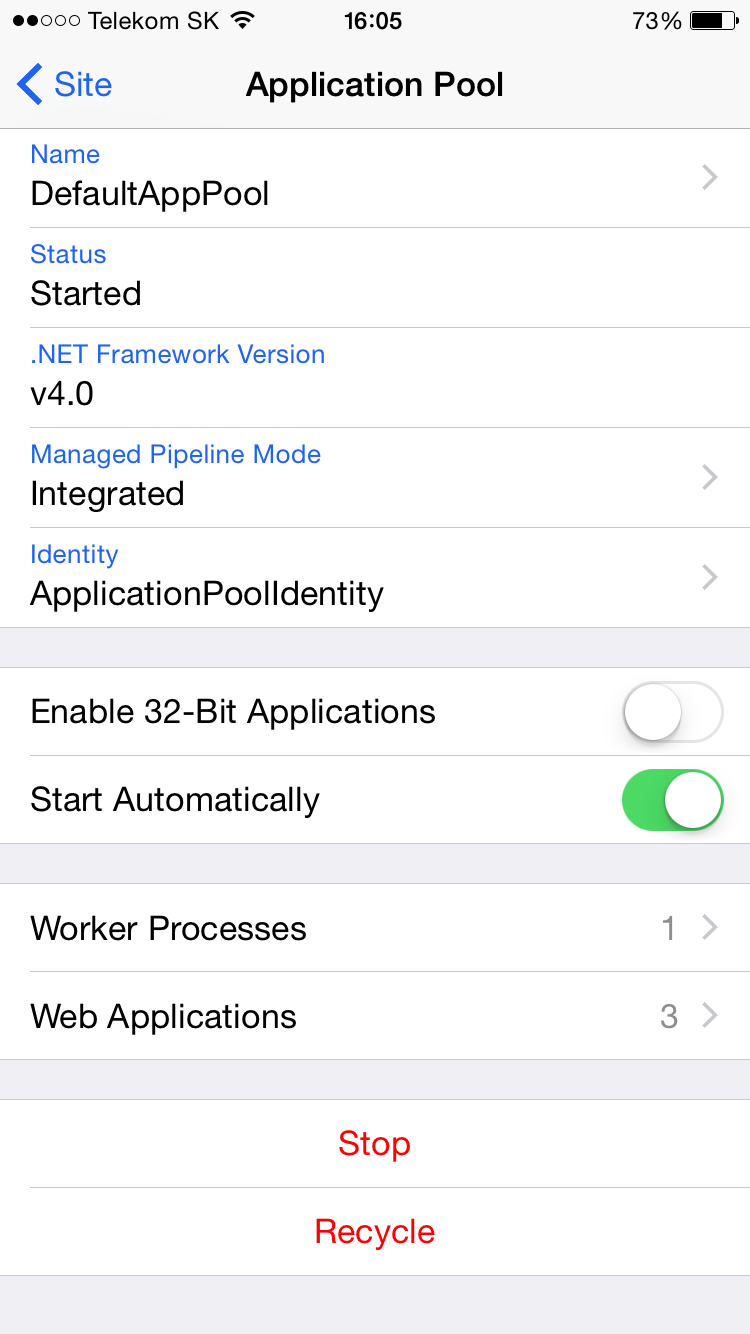 Telekom SK 16:05 73%
Site Application Pool
Name
DefaultAppPool
Status
Started
.NET Framework Version
v4.0
Managed Pipeline Mode
Integrated
Identity
ApplicationPoolIdentity
Enable 32-Bit Applications
Start Automatically
Worker Processes 1
Web Applications 3
Stop
Recycle